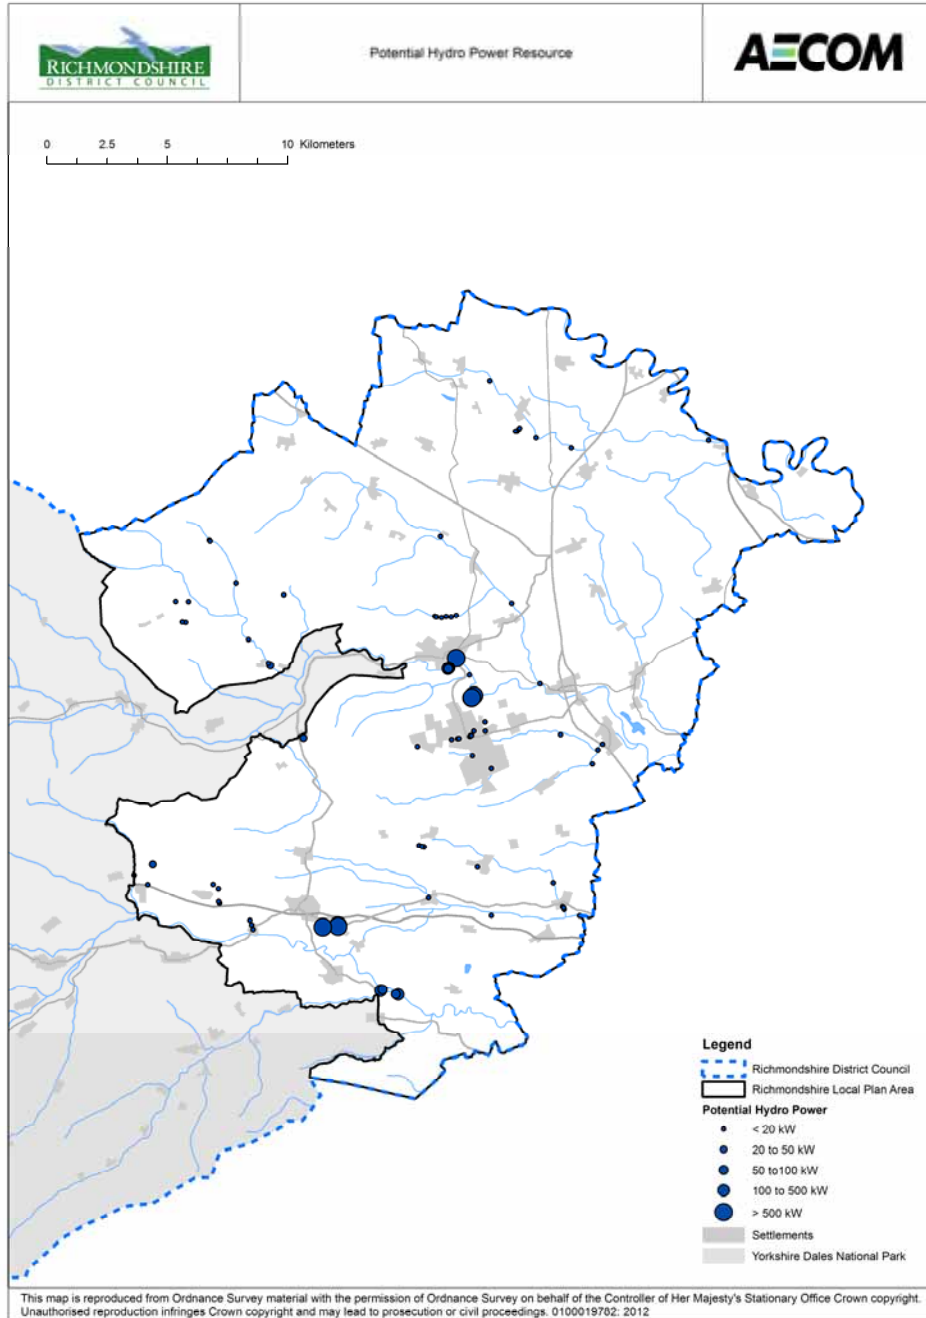 RICHMONDSHIRE
DISTRICT COUNCIL
Potential Hydro Power Resource
AECOM
0 2.5 5 10 Kilometers
Legend
Richmondshire District Council
Richmondshire Local Plan Area
Potential Hydro Power
< 20 kW
20 to 50 kW
50 to100 kW
100 to 500 kW
> 500 kW
Settlements
Yorkshire Dales National Park
This map is reproduced from Ordnance Survey material with the permission of Ordnance Survey on behalf of the Controller of Her Majesty's Stationary Office Crown copyright.
Unauthorised reproduction infringes Crown copyright and may lead to prosecution or civil proceedings. 0100019782: 2012